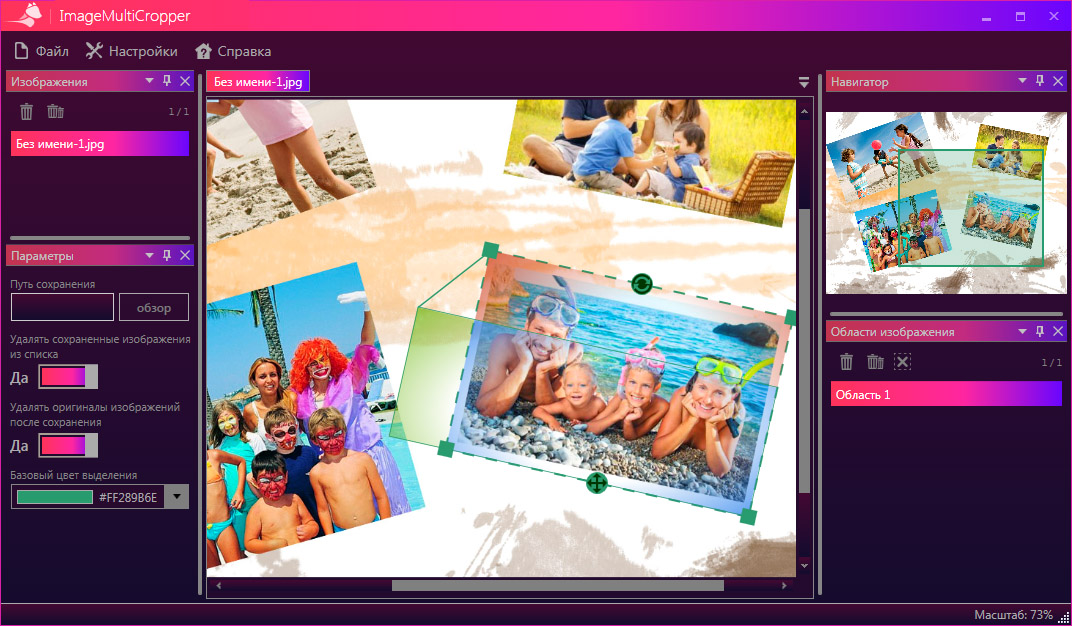 ImageMultiCropper
Файл Настройки Справка
Изображения
1 / 1
Без имени-1.jpg
Параметры
Путь сохранения
обзор
Удалять сохраненные изображения
из списка
Да
Удалять оригиналы изображений
после сохранения
Да
Базовый цвет выделения
#FF289B6E
Без имени-1.jpg
Навигатор
Области изображения
1 / 1
Область 1
Масштаб: 73%